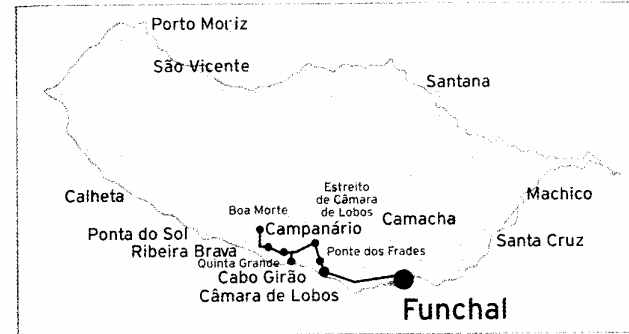 Porto Moniz
São Vicente
Santana
Calheta
Boa Morte
Estreito
de Câmara
de Lobos
Machico
Campanário
Camacha
Ponta do Sol
Ribeira Brava
Ponte dos Frades
Santa Cruz
Quinta Grande
Cabo Girão
Câmara de Lobos
Funchal